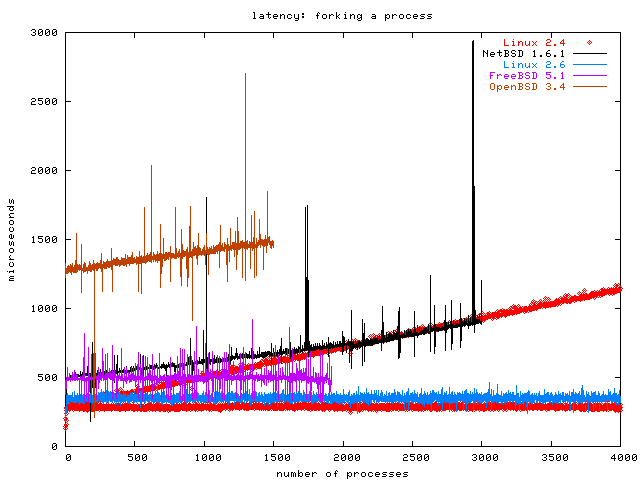 latency: forking a process
3000
2500
2000
1500
1000
500
0
microseconds
Linux 2.4
NetBSD 1.6.1
Linux 2.6
FreeBSD 5.1
OpenBSD 3.4
0 500 1000 1500 2000 2500 3000 3500 4000
number of processes